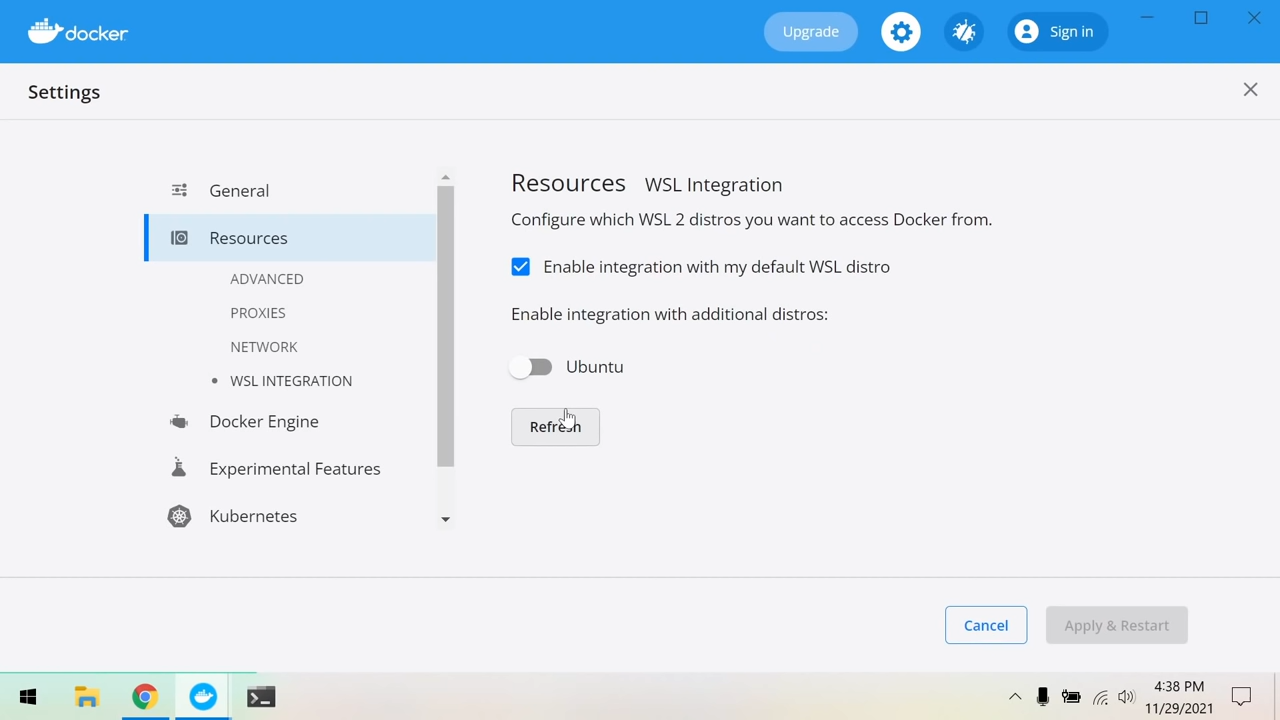 docker
Upgrade
Sign in
Settings
General
Resources
ADVANCED
PROXIES
NETWORK
WSL INTEGRATION
Docker Engine
Experimental Features
Kubernetes
Resources WSL Integration
Configure which WSL 2 distros you want to access Docker from.
Enable integration with my default WSL distro
Enable integration with additional distros:
Ubuntu
Refresh
Cancel
Apply & Restart
4:38 PM
11/29/2021